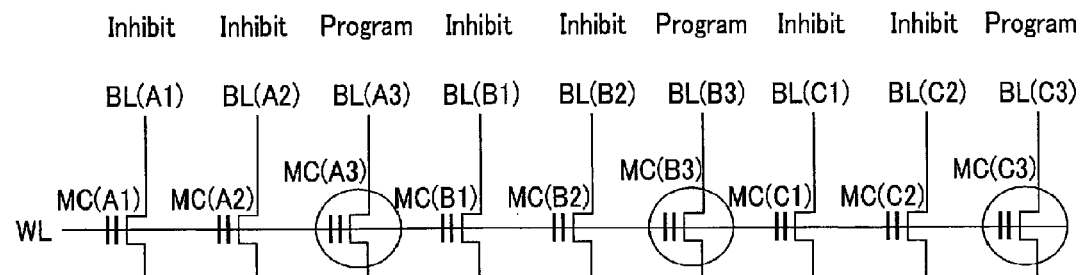 Inhibit Inhibit Program Inhibit Inhibit Program Inhibit Inhibit Program
BL(A1) BL(A2) BL(A3) BL(B1) BL(B2) BL(B3) BL(C1) BL(C2) BL(C3)
MC(A1) MC(A2) MC(A3) MC(B1) MC(B2) MC(B3) MC(C1) MC(C2) MC(C3)
WL